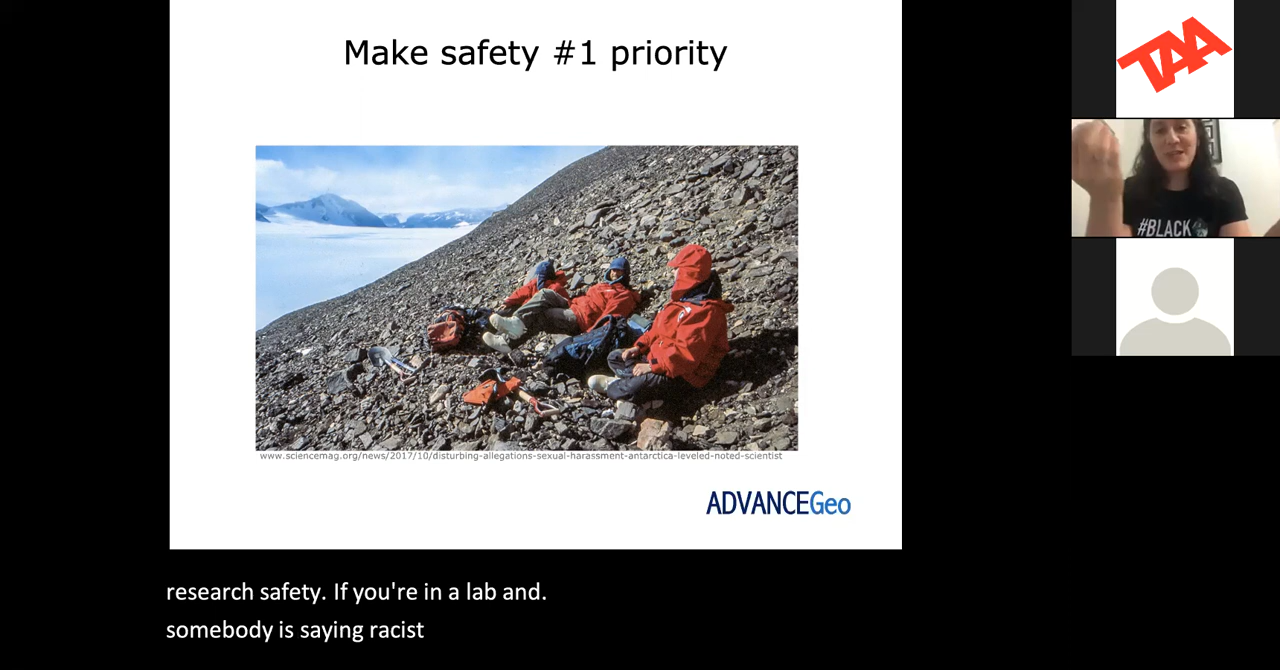 Make safety #1 priority
www.sciencemag.org/news/2017/10/disturbing-allegations-sexual-harassment-antarctica-leveled-noted-scientist
ADVANCEGeo
TAA
#BLACK
research safety. If you're in a lab and.
somebody is saying racist